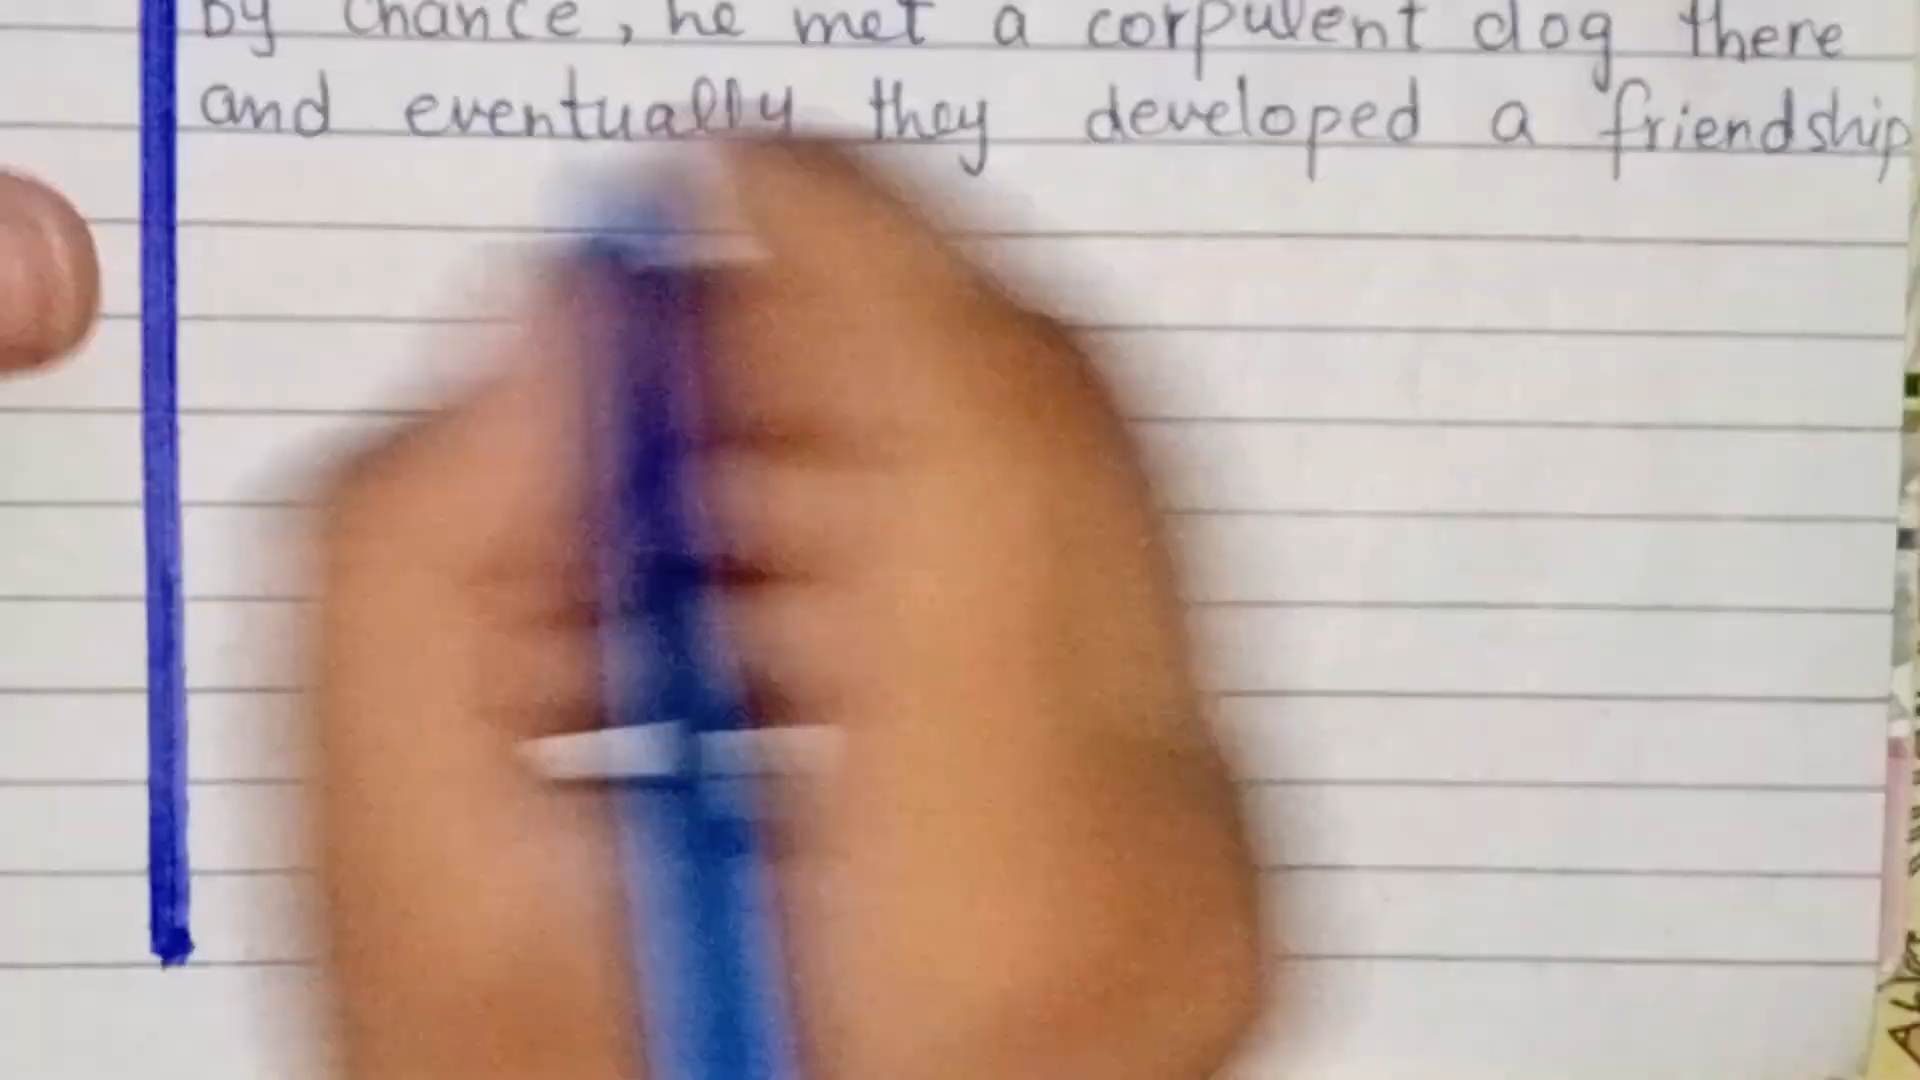 By chance, he met a corpulent dog there
and eventually they developed a friendship